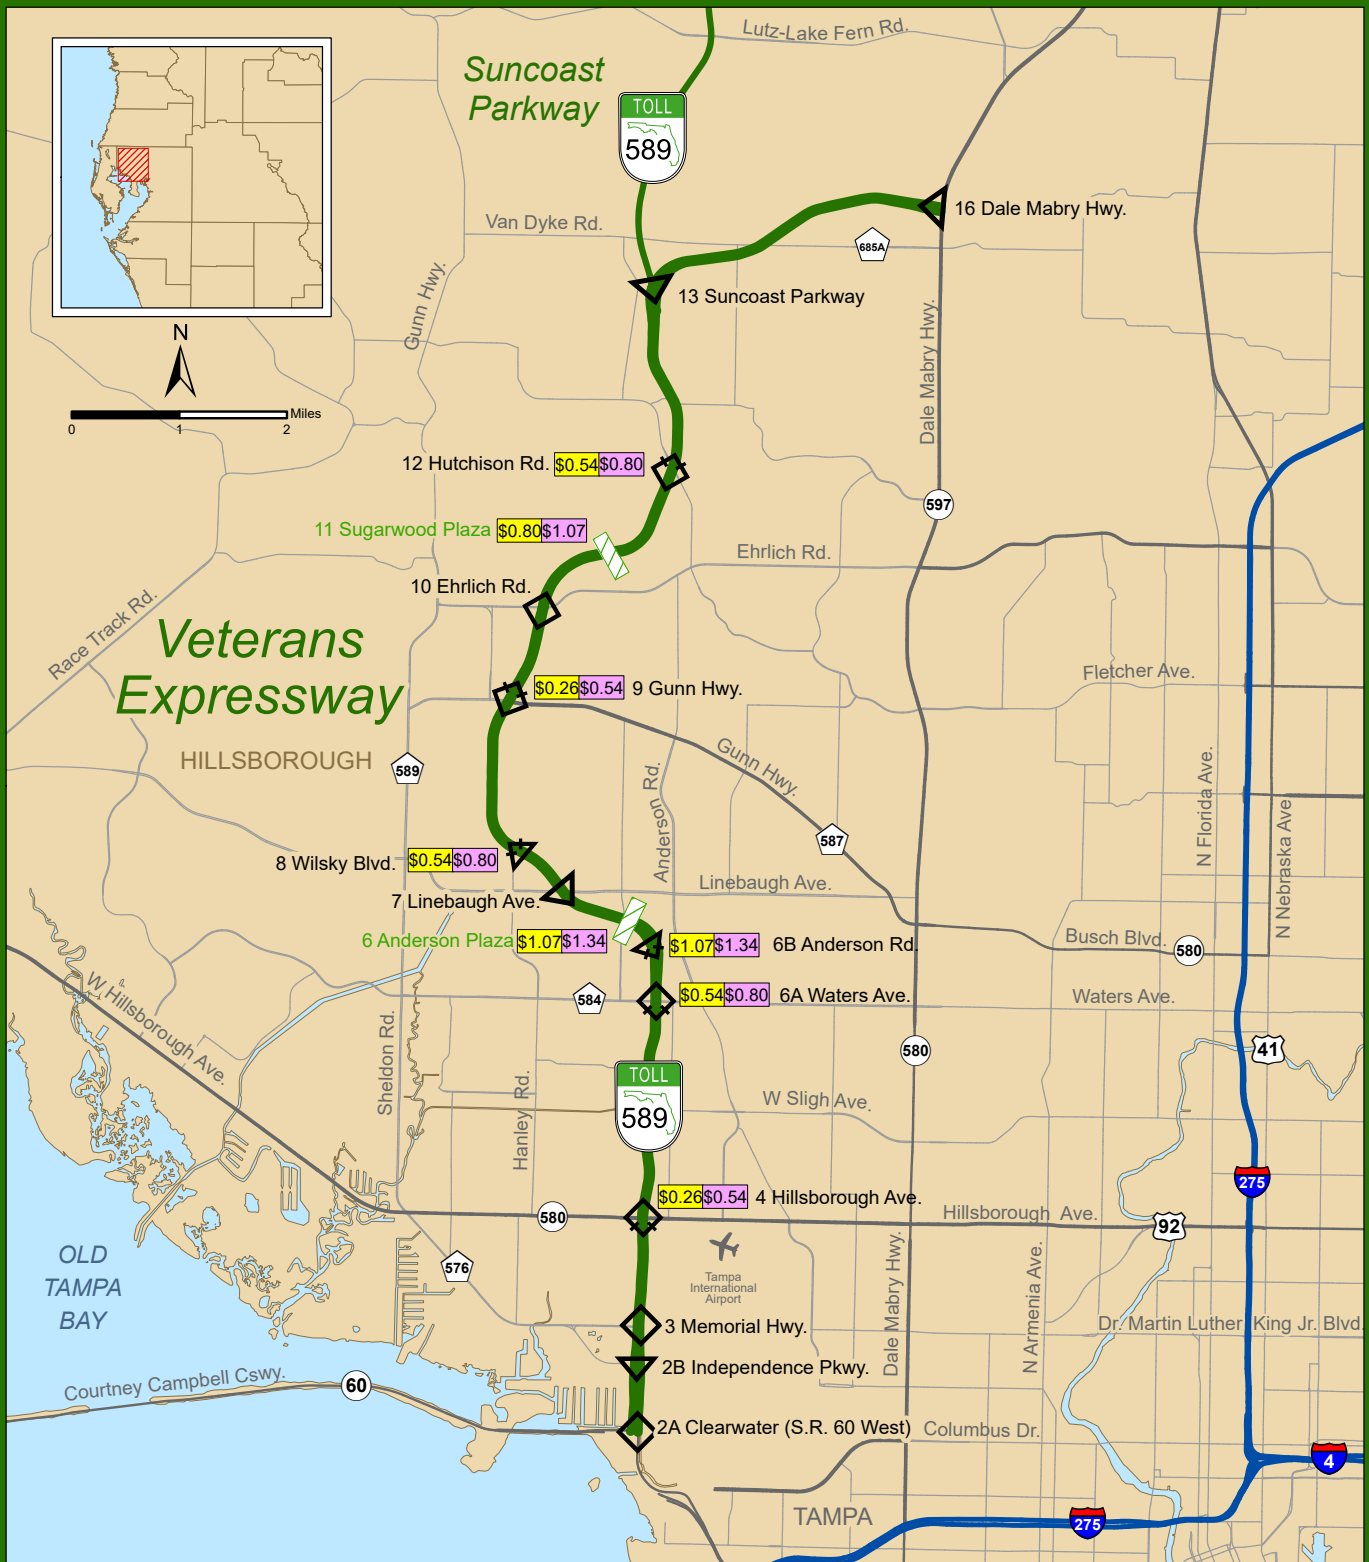 Lutz-Lake Fern Rd.
Suncoast
Parkway
TOLL
589
16 Dale Mabry Hwy.
Van Dyke Rd.
685A
Gunn Hwy.
13 Suncoast Parkway
N
Miles
0 1 2
Dale Mabry Hwy.
12 Hutchison Rd. $0.54 $0.80
597
11 Sugarwood Plaza $0.80 $1.07
Ehrlich Rd.
10 Ehrlich Rd.
Race Track Rd.
Veterans
Expressway
Fletcher Ave.
$0.26 $0.54 9 Gunn Hwy.
HILLSBOROUGH
589
Gunn Hwy.
Anderson Rd.
587
N Florida Ave.
N Nebraska Ave
8 Wilsky Blvd. $0.54 $0.80
Linebaugh Ave.
7 Linebaugh Ave.
6 Anderson Plaza $1.07 $1.34
$1.07 $1.34 6B Anderson Rd.
Busch Blvd.
580
W Hillsborough Ave.
584
$0.54 $0.80 6A Waters Ave.
Waters Ave.
580
41
Sheldon Rd.
Hanley Rd.
TOLL
589
W Sligh Ave.
275
$0.26 $0.54 4 Hillsborough Ave.
580
Hillsborough Ave.
92
OLD
TAMPA
BAY
576
Tampa
International
Airport
Dale Mabry Hwy.
N Armenia Ave.
3 Memorial Hwy.
Dr. Martin Luther King Jr. Blvd.
2B Independence Pkwy.
Courtney Campbell Cswy.
60
2A Clearwater (S.R. 60 West)
Columbus Dr.
4
TAMPA
275